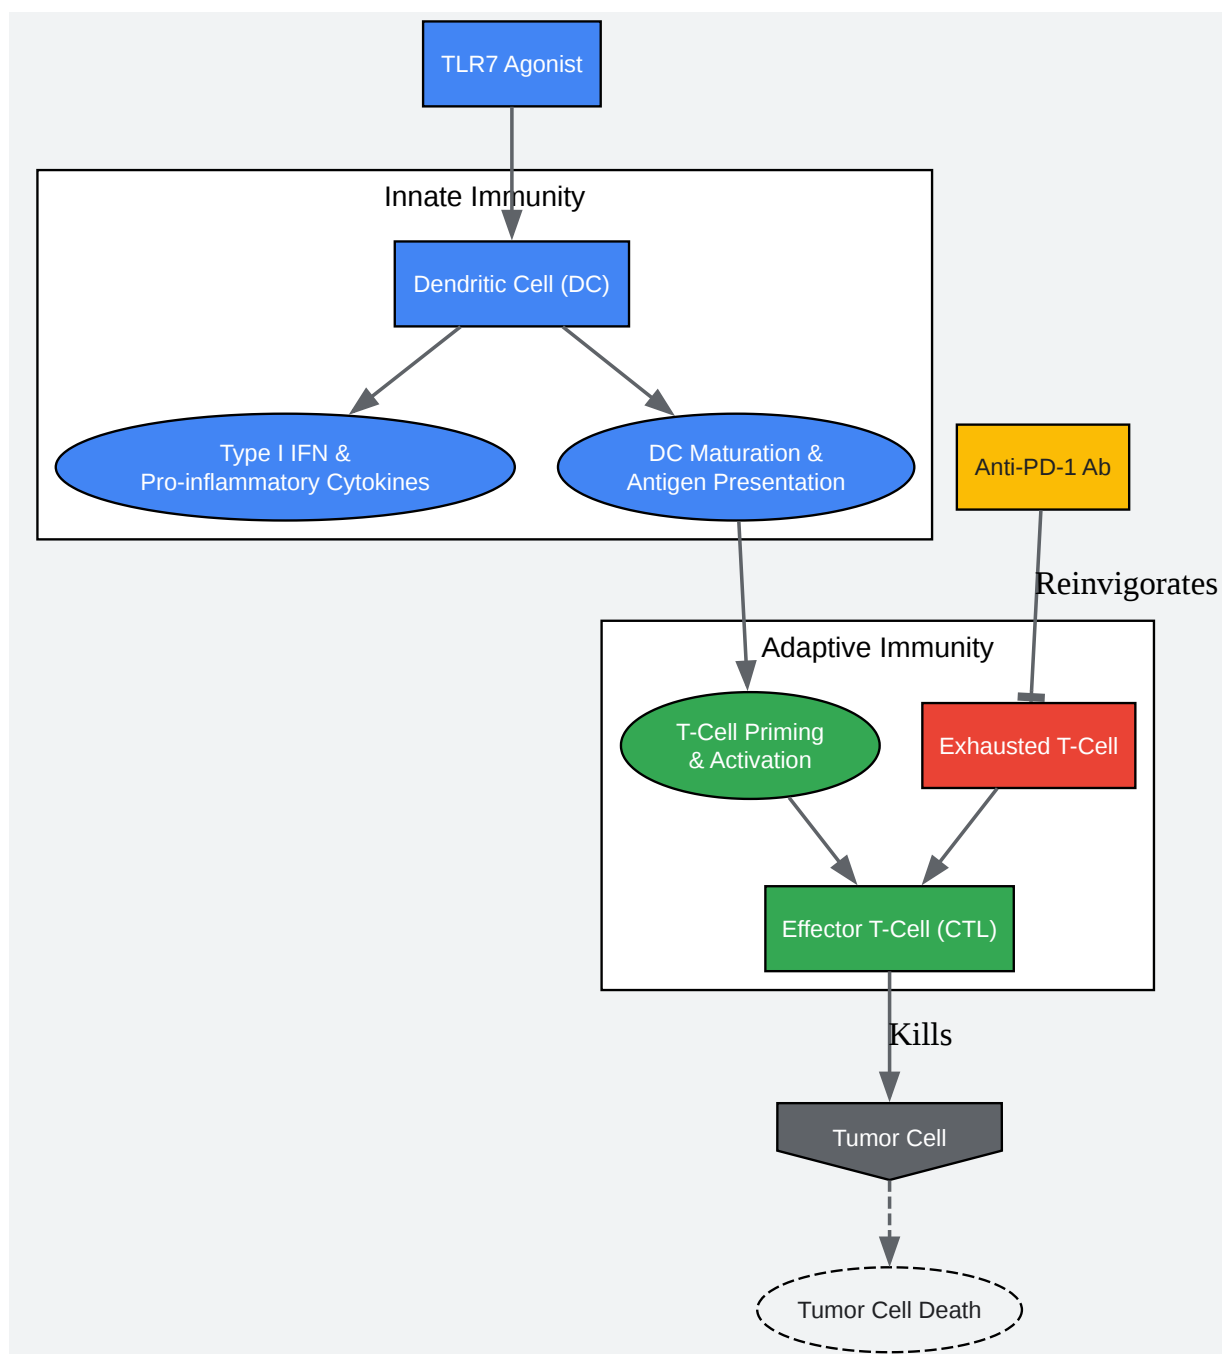 TLR7 Agonist
Innate Immunity
Dendritic Cell (DC)
Type I IFN &
Pro-inflammatory Cytokines
DC Maturation &
Antigen Presentation
Anti-PD-1 Ab
Reinvigorates
Adaptive Immunity
T-Cell Priming
& Activation
Exhausted T-Cell
Effector T-Cell (CTL)
Kills
Tumor Cell
Tumor Cell Death